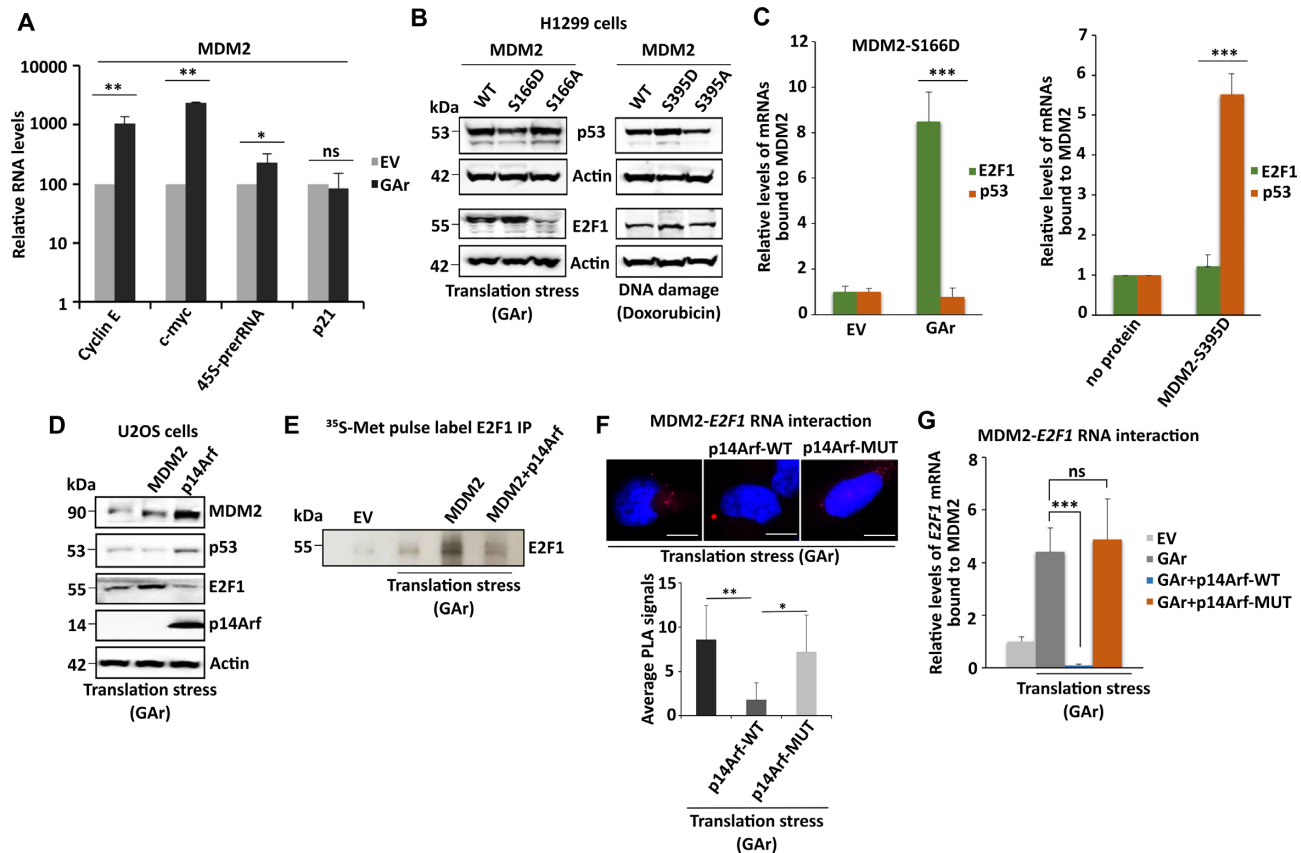 A
MDM2
Relative RNA levels
10000
1000
100
10
1
**
**
*
ns
EV
GAr
Cyclin E
c-myc
45S-prerRNA
p21
B
H1299 cells
MDM2
MDM2
WT
S166D
S166A
WT
S395D
S395A
kDa
53
p53
42
Actin
55
E2F1
42
Actin
Translation stress
(GAr)
DNA damage
(Doxorubicin)
C
MDM2-S166D
Relative levels of mRNAs
bound to MDM2
12
10
8
6
4
2
0
***
E2F1
p53
EV
GAr
Relative levels of mRNAs
bound to MDM2
7
6
5
4
3
2
1
0
***
E2F1
p53
no protein
MDM2-S395D
D
U2OS cells
MDM2
p14Arf
kDa
90
MDM2
53
p53
55
E2F1
14
p14Arf
42
Actin
Translation stress
(GAr)
E
³⁵S-Met pulse label E2F1 IP
kDa
EV
MDM2
MDM2+p14Arf
55
E2F1
Translation stress
(GAr)
F
MDM2-E2F1 RNA interaction
p14Arf-WT
p14Arf-MUT
Translation stress (GAr)
Average PLA signals
15
10
5
0
**
*
p14Arf-WT
p14Arf-MUT
Translation stress
(GAr)
G
MDM2-E2F1 RNA interaction
Relative levels of E2F1 mRNA
bound to MDM2
8
6
4
2
0
ns
***
EV
GAr
GAr+p14Arf-WT
GAr+p14Arf-MUT
Translation stress
(GAr)